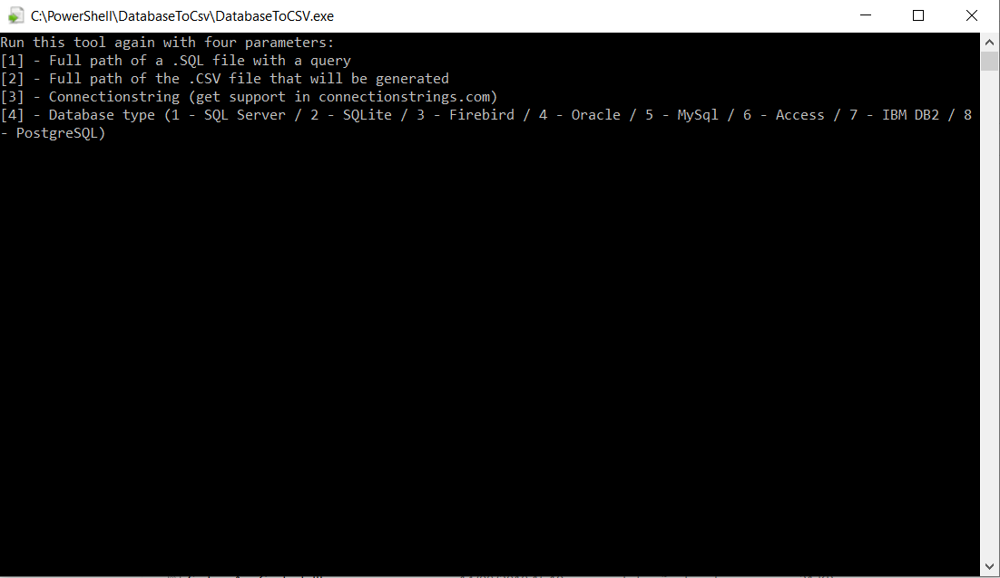 C:\PowerShell\DatabaseToCsv\DatabaseToCSV.exe
Run this tool again with four parameters:
[1] - Full path of a .SQL file with a query
[2] - Full path of the .CSV file that will be generated
[3] - Connectionstring (get support in connectionstrings.com)
[4] - Database type (1 - SQL Server / 2 - SQLite / 3 - Firebird / 4 - Oracle / 5 - MySql / 6 - Access / 7 - IBM DB2 / 8
- PostgreSQL)